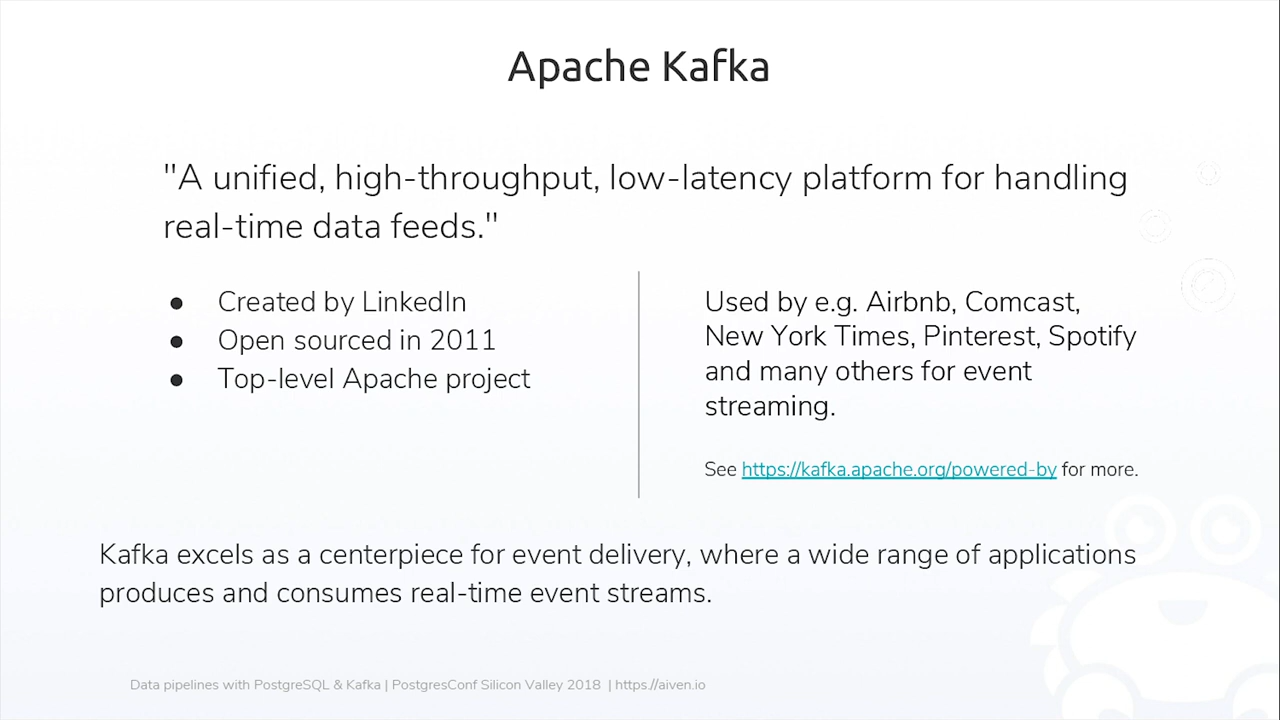 Apache Kafka
"A unified, high-throughput, low-latency platform for handling
real-time data feeds."
● Created by LinkedIn
● Open sourced in 2011
● Top-level Apache project
Used by e.g. Airbnb, Comcast,
New York Times, Pinterest, Spotify
and many others for event
streaming.
See https://kafka.apache.org/powered-by for more.
Kafka excels as a centerpiece for event delivery, where a wide range of applications
produces and consumes real-time event streams.
Data pipelines with PostgreSQL & Kafka | PostgresConf Silicon Valley 2018 | https://aiven.io